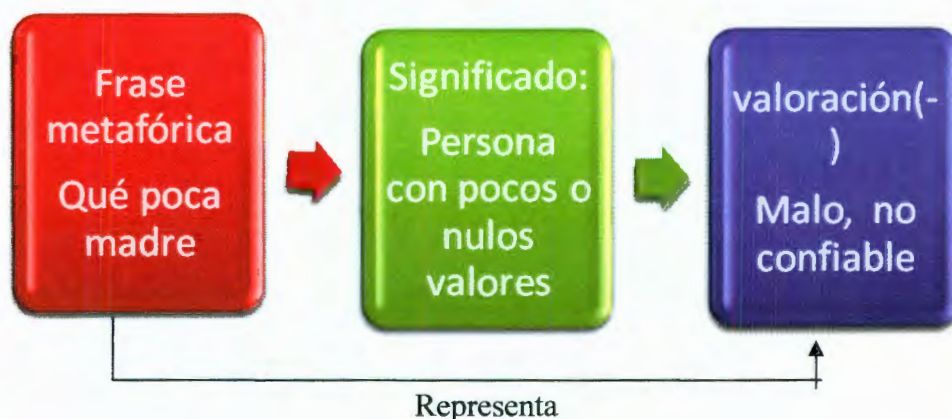 Frase
metafórica
Qué poca
madre
Significado:
Persona
con pocos o
nulos
valores
valoración(-
)
Malo, no
confiable
Representa